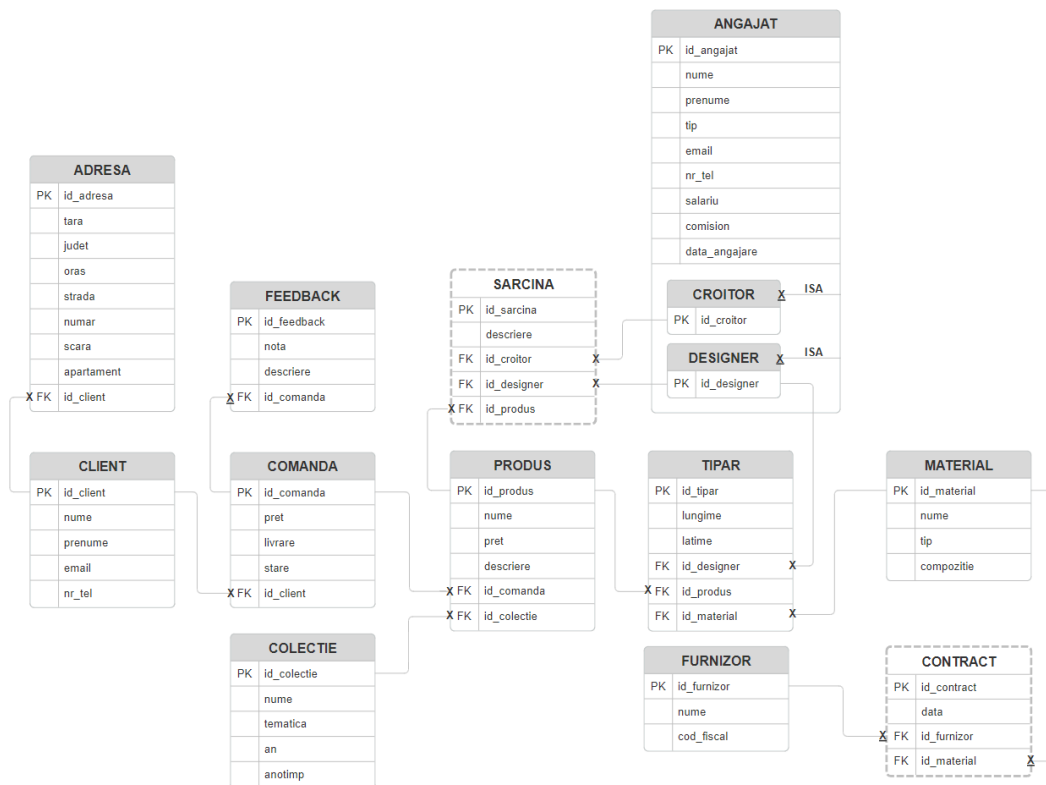 ANGAJAT
PK id_angajat
nume
prenume
tip
email
nr_tel
salariu
comision
data_angajare
CROITOR X ISA
PK id_croitor
DESIGNER X ISA
PK id_designer
ADRESA
PK id_adresa
tara
judet
oras
strada
numar
scara
apartament
X FK id_client
FEEDBACK
PK id_feedback
nota
descriere
X FK id_comanda
SARCINA
PK id_sarcina
descriere
FK id_croitor X
FK id_designer X
X FK id_produs
CLIENT
PK id_client
nume
prenume
email
nr_tel
COMANDA
PK id_comanda
pret
livrare
stare
X FK id_client
PRODUS
PK id_produs
nume
pret
descriere
X FK id_comanda
X FK id_colectie
TIPAR
PK id_tipar
lungime
latime
FK id_designer X
X FK id_produs
FK id_material X
MATERIAL
PK id_material
nume
tip
compozitie
COLECTIE
PK id_colectie
nume
tematica
an
anotimp
FURNIZOR
PK id_furnizor
nume
cod_fiscal
CONTRACT
PK id_contract
data
X FK id_furnizor
FK id_material X